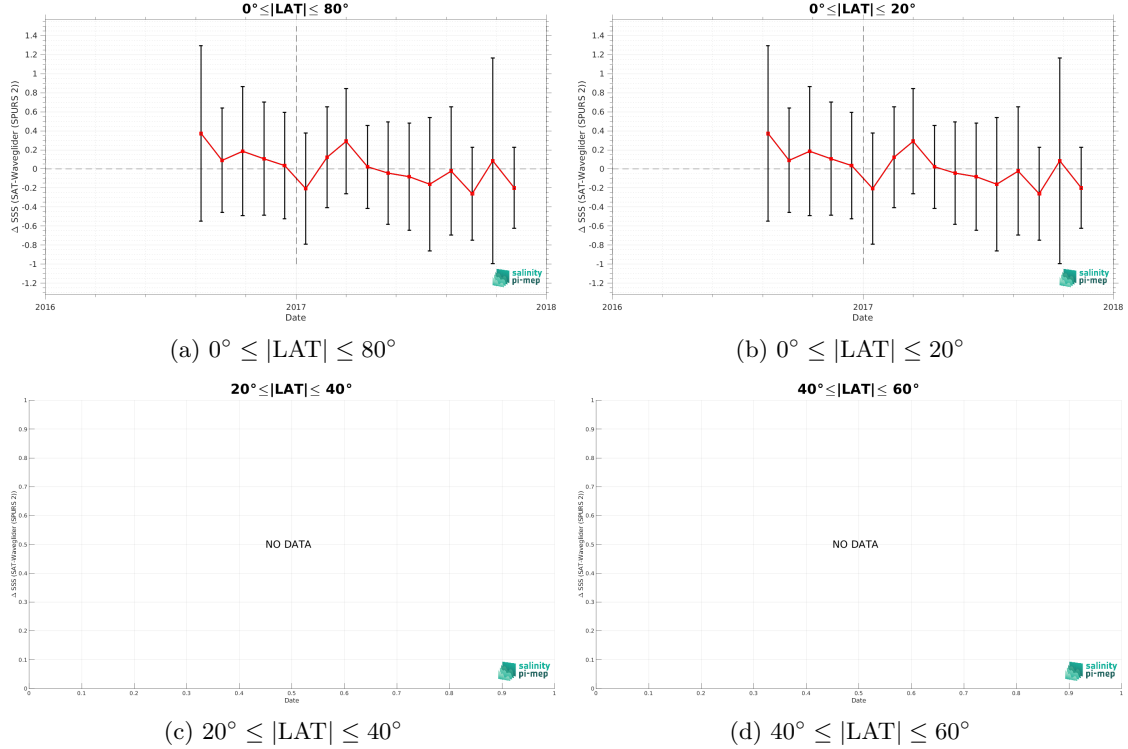 0°≤|LAT|≤ 80°
Δ SSS (SAT-Waveglider (SPURS 2))
1.4
1.2
1
0.8
0.6
0.4
0.2
0
-0.2
-0.4
-0.6
-0.8
-1
-1.2
2016
2017
2018
Date
salinity
pi-mep
(a) 0° ≤ |LAT| ≤ 80°
0°≤|LAT|≤ 20°
Δ SSS (SAT-Waveglider (SPURS 2))
1.4
1.2
1
0.8
0.6
0.4
0.2
0
-0.2
-0.4
-0.6
-0.8
-1
-1.2
2016
2017
2018
Date
salinity
pi-mep
(b) 0° ≤ |LAT| ≤ 20°
20°≤|LAT|≤ 40°
Δ SSS (SAT-Waveglider (SPURS 2))
1
0.9
0.8
0.7
0.6
0.5
0.4
0.3
0.2
0.1
0
NO DATA
0 0.1 0.2 0.3 0.4 0.5 0.6 0.7 0.8 0.9 1
Date
salinity
pi-mep
(c) 20° ≤ |LAT| ≤ 40°
40°≤|LAT|≤ 60°
Δ SSS (SAT-Waveglider (SPURS 2))
1
0.9
0.8
0.7
0.6
0.5
0.4
0.3
0.2
0.1
0
NO DATA
0 0.1 0.2 0.3 0.4 0.5 0.6 0.7 0.8 0.9 1
Date
salinity
pi-mep
(d) 40° ≤ |LAT| ≤ 60°